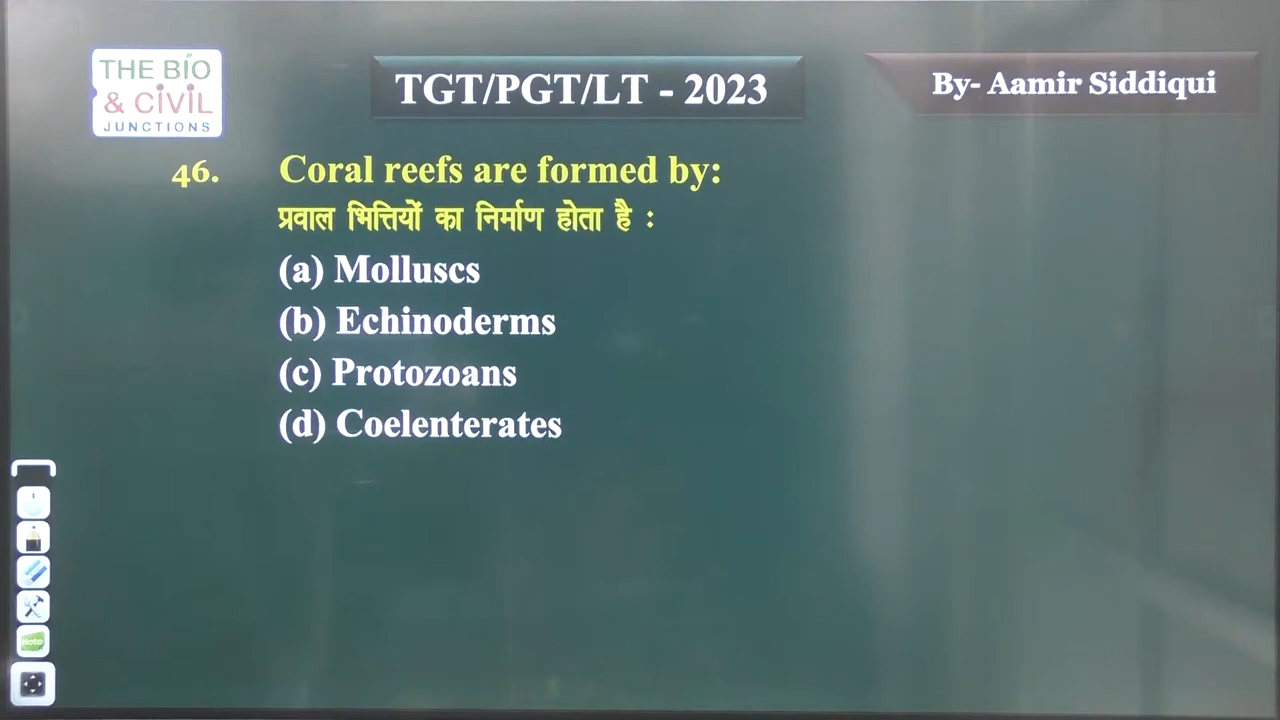 THE BIO
& CIVIL
JUNCTIONS
TGT/PGT/LT - 2023
By- Aamir Siddiqui
46. Coral reefs are formed by:
प्रवाल भित्तियों का निर्माण होता है :
(a) Molluscs
(b) Echinoderms
(c) Protozoans
(d) Coelenterates
Note